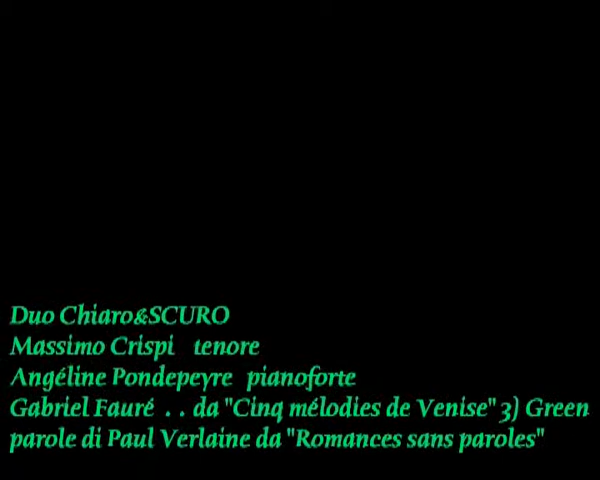 Duo Chiaro&SCURO
Massimo Crispi tenore
Angéline Pondepeyre pianoforte
Gabriel Fauré . . da "Cinq mélodies de Venise" 3) Green
parole di Paul Verlaine da "Romances sans paroles"